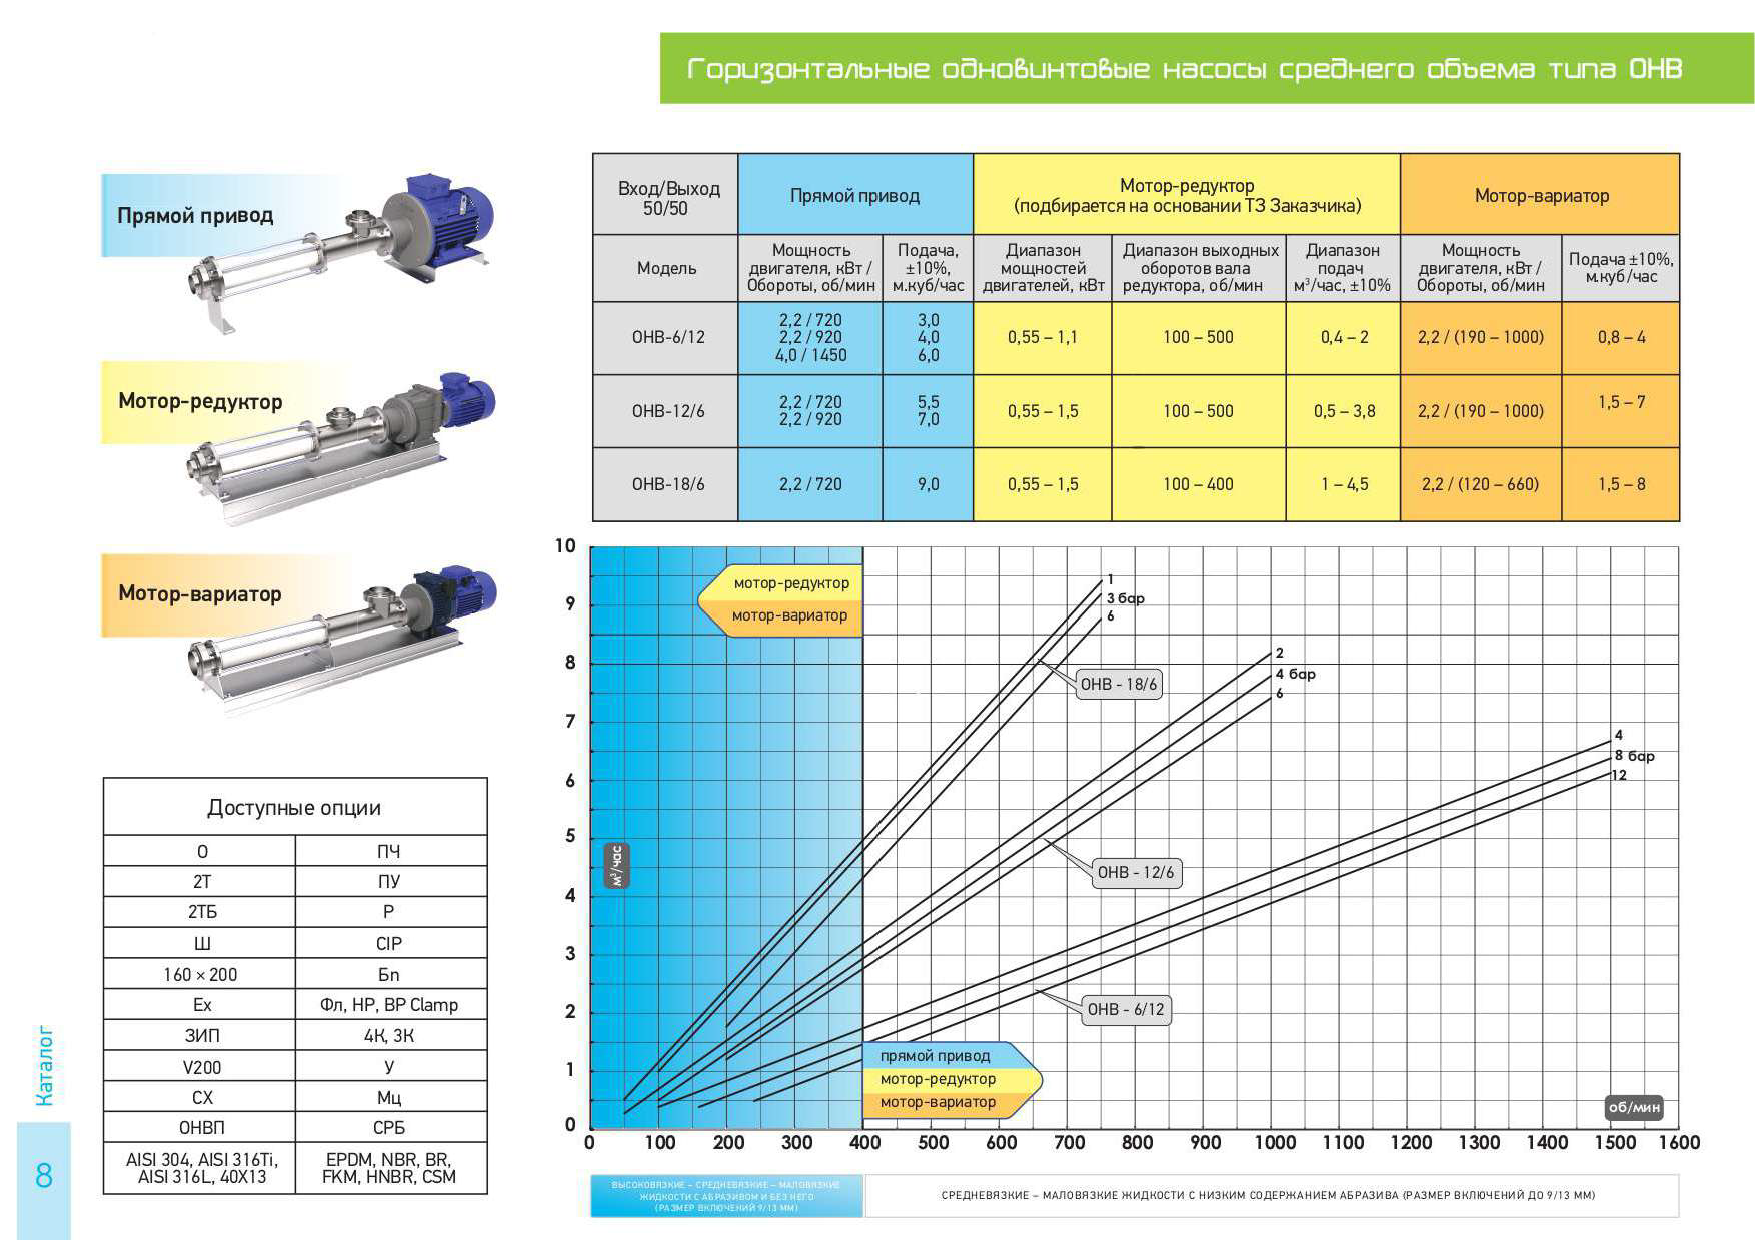 Горизонтальные одновинтовые насосы среднего объема типа ОНВ
Прямой привод
Мотор-редуктор
Мотор-вариатор
Вход/Выход
50/50
Прямой привод
Мотор-редуктор
(подбирается на основании ТЗ Заказчика)
Мотор-вариатор
Модель
Мощность
двигателя, кВт /
Обороты, об/мин
Подача,
±10%,
м.куб/час
Диапазон
мощностей
двигателей, кВт
Диапазон выходных
оборотов вала
редуктора, об/мин
Диапазон
подач
м³/час, ±10%
Мощность
двигателя, кВт /
Обороты, об/мин
Подача ±10%,
м.куб/час
ОНВ-6/12
2,2 / 720
2,2 / 920
4,0 / 1450
3,0
4,0
6,0
0,55 – 1,1
100 – 500
0,4 – 2
2,2 / (190 – 1000)
0,8 – 4
ОНВ-12/6
2,2 / 720
2,2 / 920
5,5
7,0
0,55 – 1,5
100 – 500
0,5 – 3,8
2,2 / (190 – 1000)
1,5 – 7
ОНВ-18/6
2,2 / 720
9,0
0,55 – 1,5
100 – 400
1 – 4,5
2,2 / (120 – 660)
1,5 – 8
10
9
8
7
6
5
4
3
2
1
0
м³/час
мотор-редуктор
мотор-вариатор
1
3 бар
6
ОНВ - 18/6
2
4 бар
6
ОНВ - 12/6
4
8 бар
12
ОНВ - 6/12
прямой привод
мотор-редуктор
мотор-вариатор
об/мин
0 100 200 300 400 500 600 700 800 900 1000 1100 1200 1300 1400 1500 1600
ВЫСОКОВЯЗКИЕ – СРЕДНЕВЯЗКИЕ – МАЛОВЯЗКИЕ
ЖИДКОСТИ С АБРАЗИВОМ И БЕЗ НЕГО
(РАЗМЕР ВКЛЮЧЕНИЙ 9/13 ММ)
СРЕДНЕВЯЗКИЕ – МАЛОВЯЗКИЕ ЖИДКОСТИ С НИЗКИМ СОДЕРЖАНИЕМ АБРАЗИВА (РАЗМЕР ВКЛЮЧЕНИЙ ДО 9/13 ММ)
Доступные опции
О ПЧ
2Т ПУ
2ТБ Р
Ш CIP
160 × 200 Бп
Ex Фл, НР, ВР Clamp
ЗИП 4К, 3К
V200 У
СХ Мц
ОНВП СРБ
AISI 304, AISI 316Ti,
AISI 316L, 40X13
EPDM, NBR, BR,
FKM, HNBR, CSM
Каталог
8